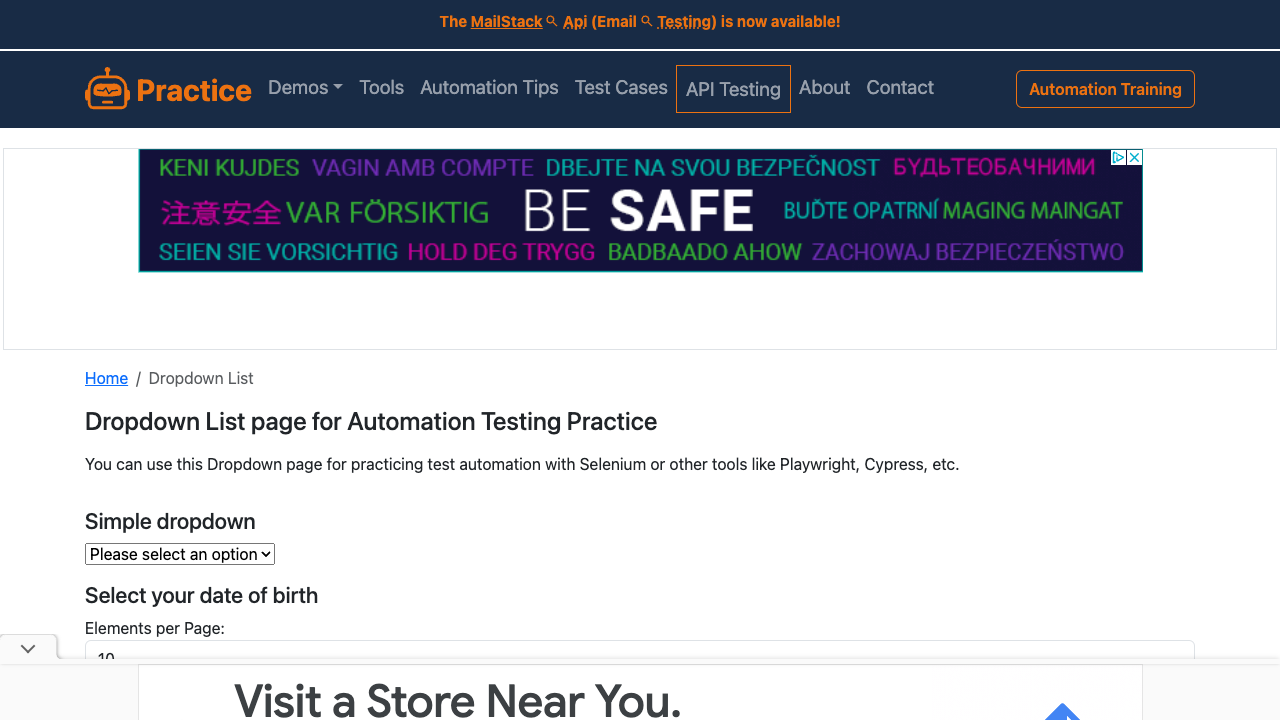 The MailStack Api (Email Testing) is now available!
Practice Demos Tools Automation Tips Test Cases API Testing About Contact Automation Training
KENI KUJDES VAGIN AMB COMPTE DBEJTE NA SVOU BEZPEČNOST БУДЬТЕОБАЧНИМИ
注意安全 VAR FÖRSIKTIG BE SAFE BUĎTE OPATRNÍ MAGING MAINGAT
SEIEN SIE VORSICHTIG HOLD DEG TRYGG BADBAADO AHOW ZACHOWAJ BEZPIECZEŃSTWO
Home / Dropdown List
Dropdown List page for Automation Testing Practice
You can use this Dropdown page for practicing test automation with Selenium or other tools like Playwright, Cypress, etc.
Simple dropdown
Please select an option
Select your date of birth
Elements per Page:
10
Visit a Store Near You.